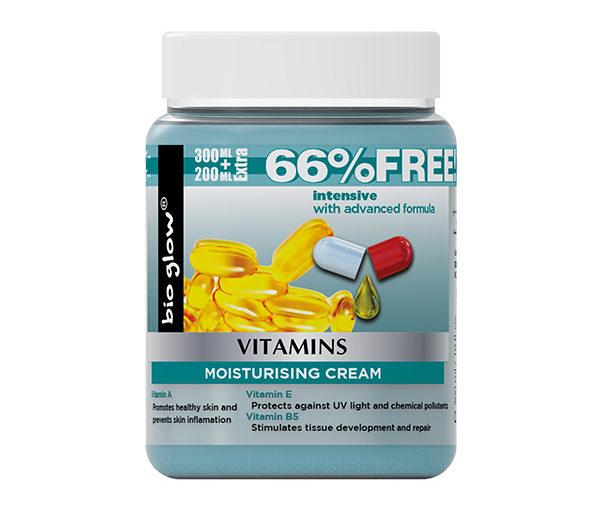 300ML
+
200ML
Extra
66%FREE!
intensive
with advanced formula
bio glow®
VITAMINS
MOISTURISING CREAM
Vitamin A
Promotes healthy skin and
prevents skin inflamation
Vitamin E
Protects against UV light and chemical pollutants
Vitamin B5
Stimulates tissue development and repair